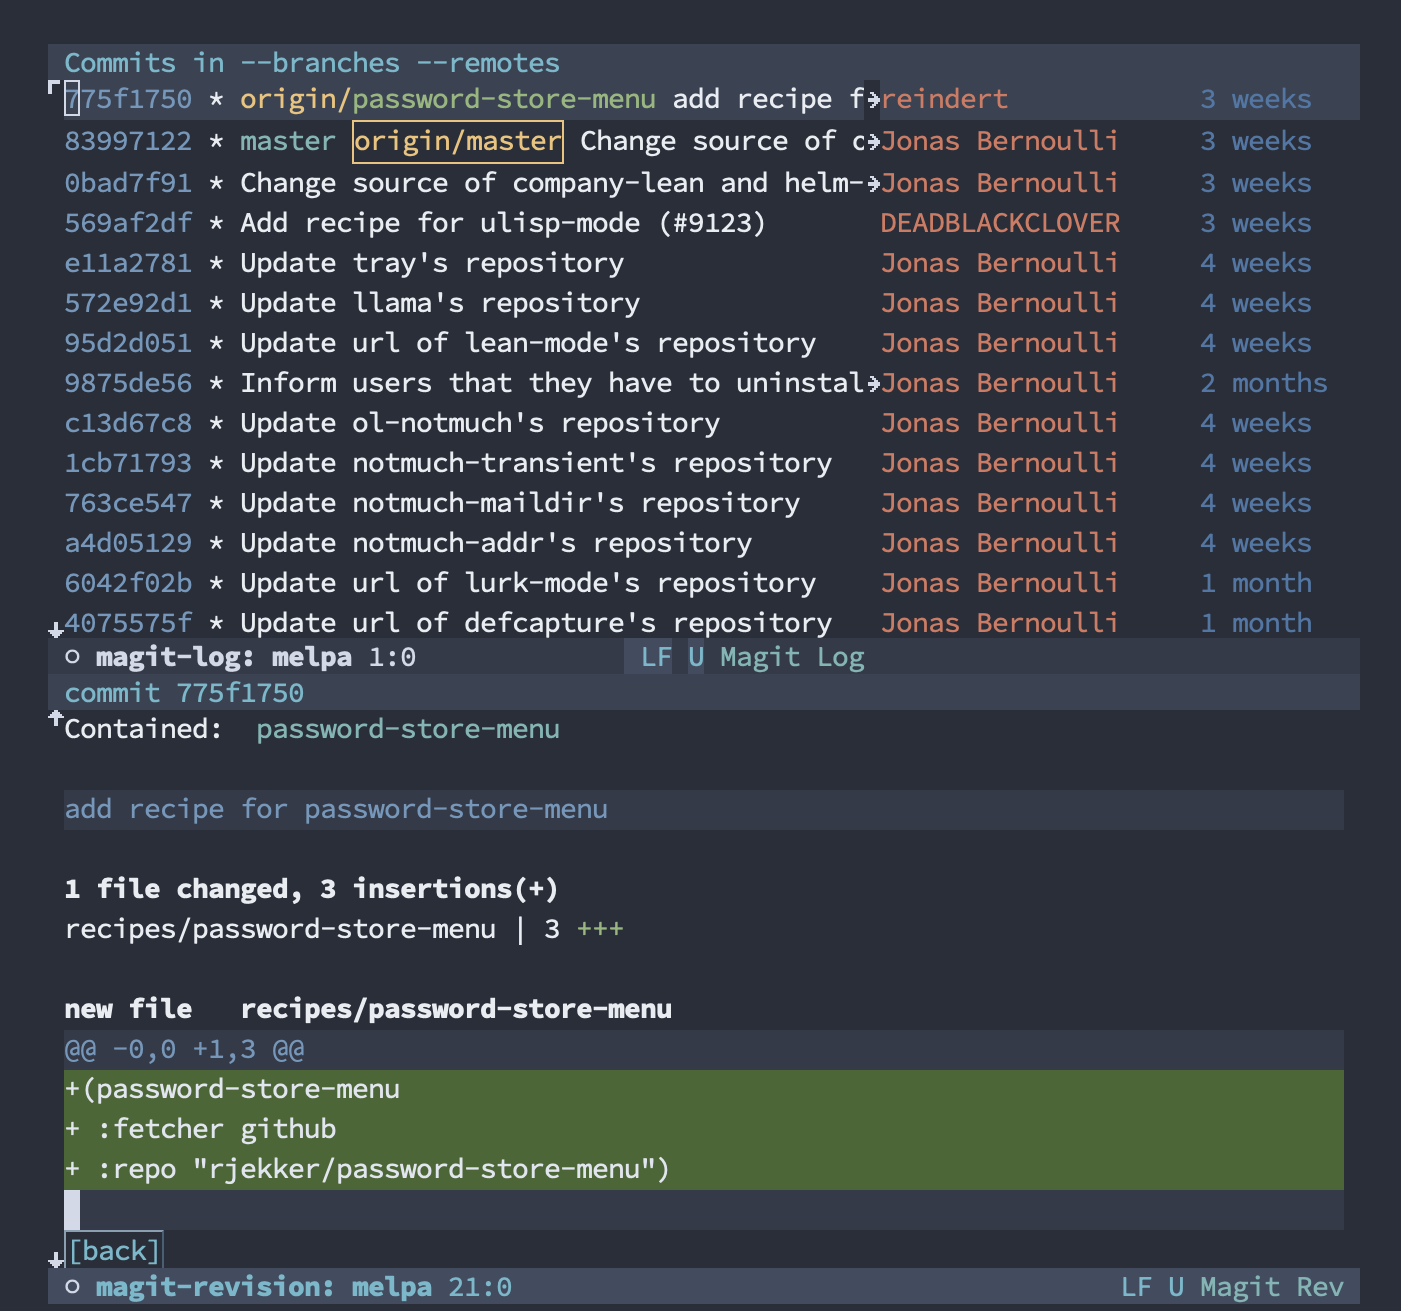 Commits in --branches --remotes
775f1750 * origin/password-store-menu add recipe f reindert 3 weeks
83997122 * master origin/master Change source of c Jonas Bernoulli 3 weeks
0bad7f91 * Change source of company-lean and helm- Jonas Bernoulli 3 weeks
569af2df * Add recipe for ulisp-mode (#9123) DEADBLACKCLOVER 3 weeks
e11a2781 * Update tray's repository Jonas Bernoulli 4 weeks
572e92d1 * Update llama's repository Jonas Bernoulli 4 weeks
95d2d051 * Update url of lean-mode's repository Jonas Bernoulli 4 weeks
9875de56 * Inform users that they have to uninstal Jonas Bernoulli 2 months
c13d67c8 * Update ol-notmuch's repository Jonas Bernoulli 4 weeks
1cb71793 * Update notmuch-transient's repository Jonas Bernoulli 4 weeks
763ce547 * Update notmuch-maildir's repository Jonas Bernoulli 4 weeks
a4d05129 * Update notmuch-addr's repository Jonas Bernoulli 4 weeks
6042f02b * Update url of lurk-mode's repository Jonas Bernoulli 1 month
4075575f * Update url of defcapture's repository Jonas Bernoulli 1 month
magit-log: melpa 1:0 LF U Magit Log
commit 775f1750
Contained: password-store-menu
add recipe for password-store-menu
1 file changed, 3 insertions(+)
recipes/password-store-menu | 3 +++
new file recipes/password-store-menu
@@ -0,0 +1,3 @@
+(password-store-menu
+ :fetcher github
+ :repo "rjekker/password-store-menu")
[back]
magit-revision: melpa 21:0 LF U Magit Rev